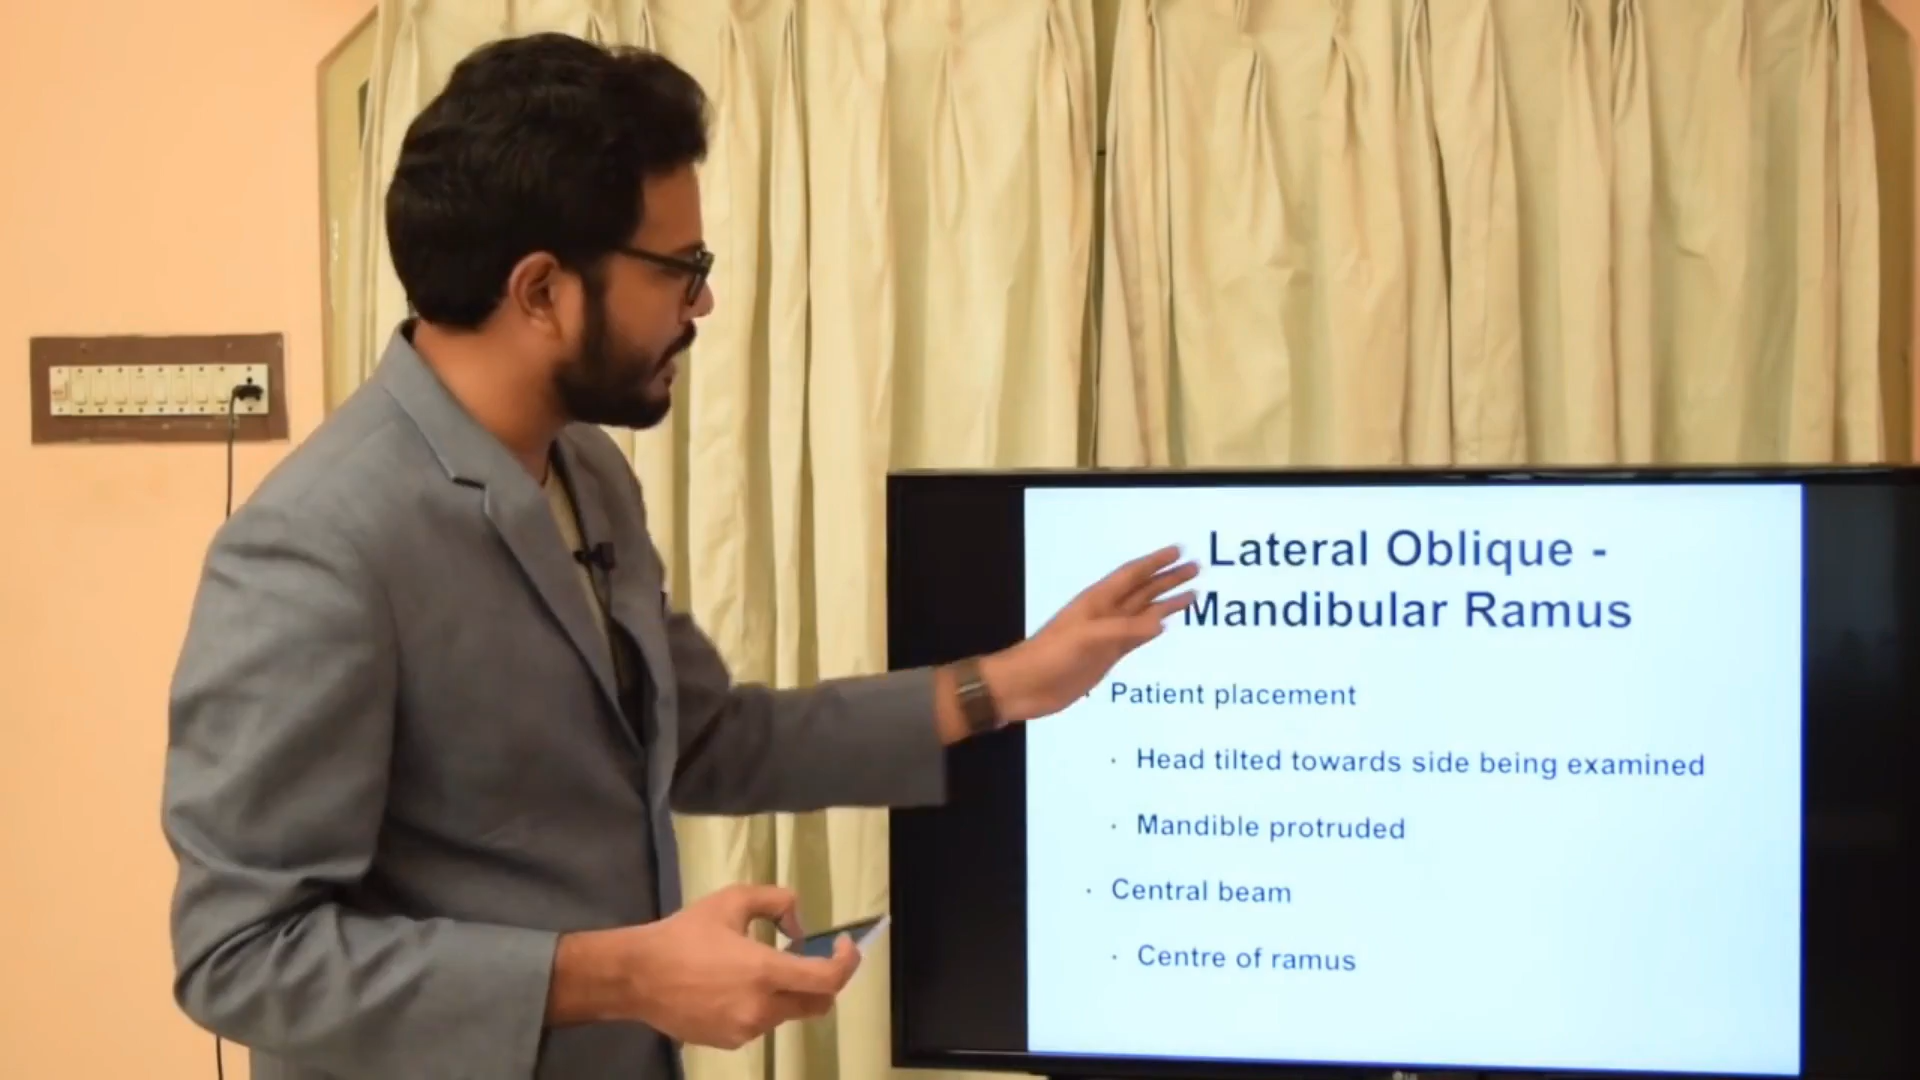 Lateral Oblique -
Mandibular Ramus
· Patient placement
· Head tilted towards side being examined
· Mandible protruded
· Central beam
· Centre of ramus
LG